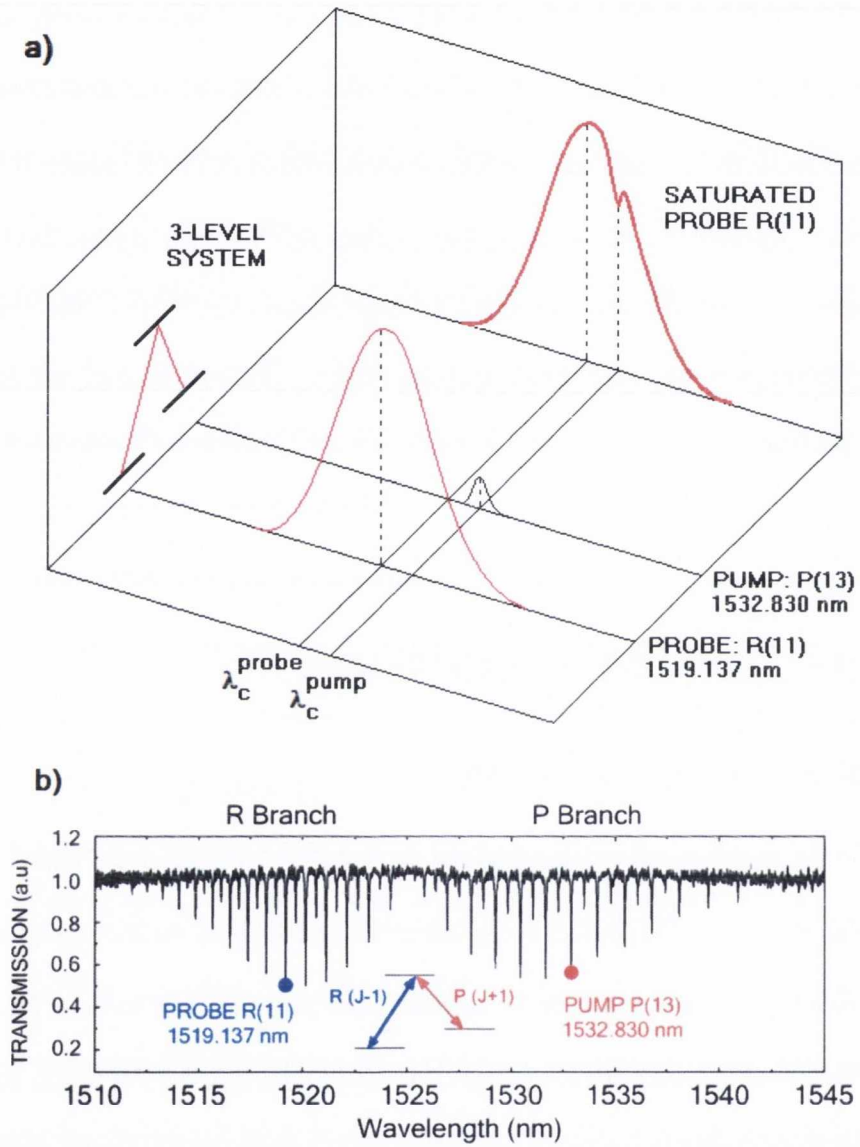 a)
3-LEVEL
SYSTEM
SATURATED
PROBE R(11)
PUMP: P(13)
1532.830 nm
PROBE: R(11)
1519.137 nm
λ_c^probe
λ_c^pump
b)
R Branch
P Branch
TRANSMISSION (a.u)
1.2
1.0
0.8
0.6
0.4
0.2
PROBE R(11)
1519.137 nm
R (J-1)
P (J+1)
PUMP P(13)
1532.830 nm
1510 1515 1520 1525 1530 1535 1540 1545
Wavelength (nm)